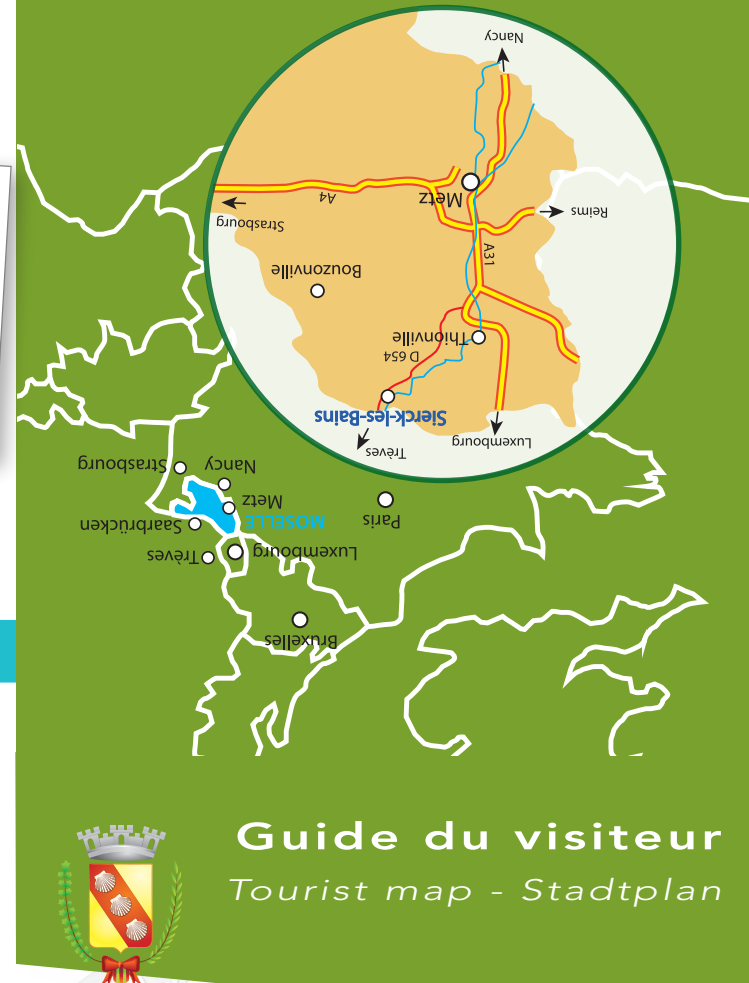 Nancy
Metz
A4
Strasbourg
Reims
A31
Bouzonville
Thionville
D 654
Sierck-les-Bains
Trèves
Luxembourg
Strasbourg
Nancy
Metz
MOSELLE
Saarbrücken
Paris
Trèves
Luxembourg
Bruxelles
Guide du visiteur
Tourist map - Stadtplan